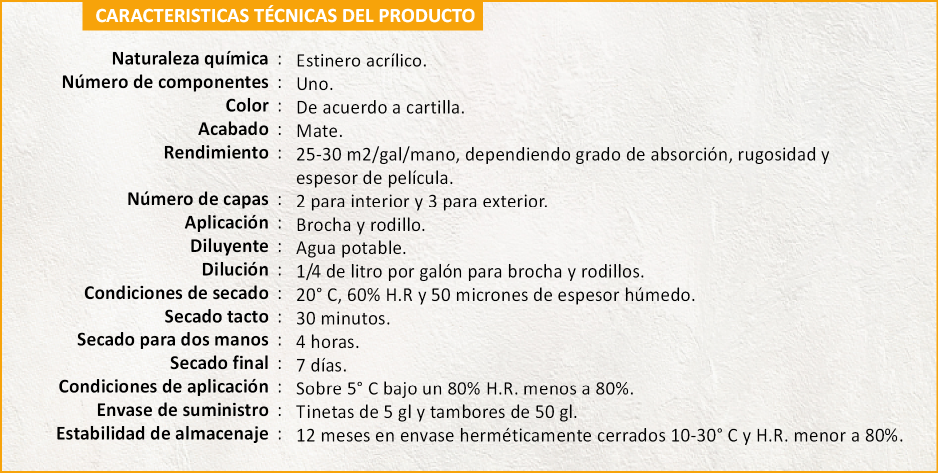 CARACTERISTICAS TÉCNICAS DEL PRODUCTO
Naturaleza química : Estinero acrílico.
Número de componentes : Uno.
Color : De acuerdo a cartilla.
Acabado : Mate.
Rendimiento : 25-30 m2/gal/mano, dependiendo grado de absorción, rugosidad y
espesor de película.
Número de capas : 2 para interior y 3 para exterior.
Aplicación : Brocha y rodillo.
Diluyente : Agua potable.
Dilución : 1/4 de litro por galón para brocha y rodillos.
Condiciones de secado : 20° C, 60% H.R y 50 micrones de espesor húmedo.
Secado tacto : 30 minutos.
Secado para dos manos : 4 horas.
Secado final : 7 días.
Condiciones de aplicación : Sobre 5° C bajo un 80% H.R. menos a 80%.
Envase de suministro : Tinetas de 5 gl y tambores de 50 gl.
Estabilidad de almacenaje : 12 meses en envase herméticamente cerrados 10-30° C y H.R. menor a 80%.